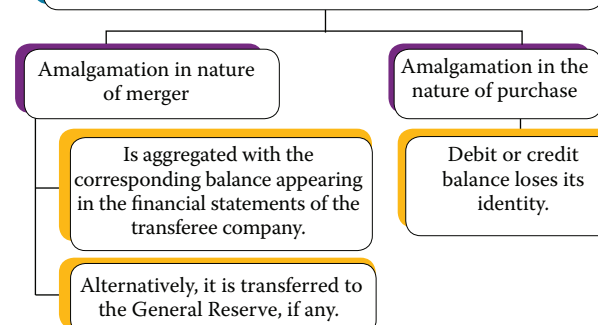 Amalgamation in nature
of merger
Amalgamation in the
nature of purchase
Is aggregated with the
corresponding balance appearing
in the financial statements of the
transferee company.
Debit or credit
balance loses its
identity.
Alternatively, it is transferred to
the General Reserve, if any.